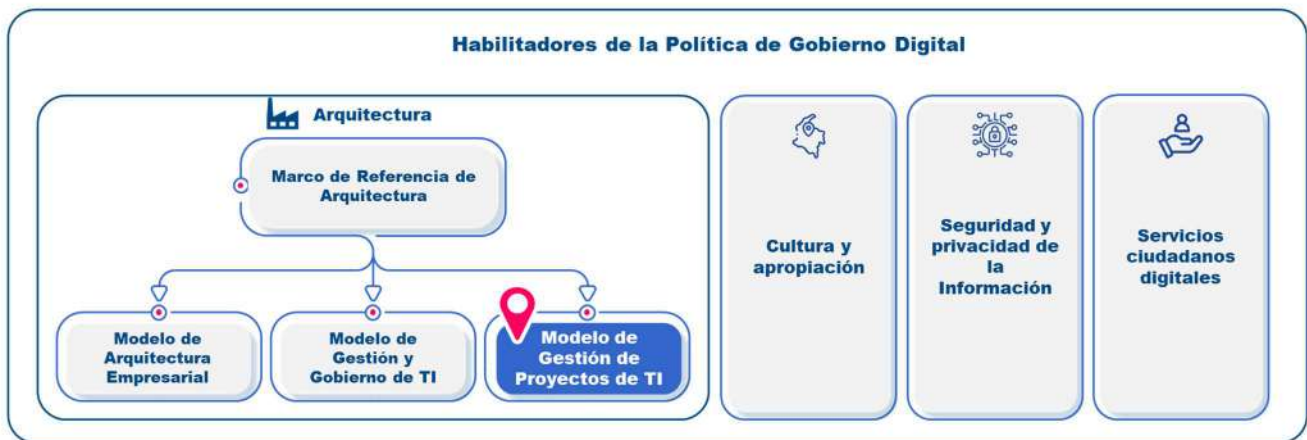 Habilitadores de la Política de Gobierno Digital
Arquitectura
Marco de Referencia de
Arquitectura
Modelo de
Arquitectura
Empresarial
Modelo de
Gestión y
Gobierno de TI
Modelo de
Gestión de
Proyectos de TI
Cultura y
apropiación
Seguridad y
privacidad de
la
Información
Servicios
ciudadanos
digitales